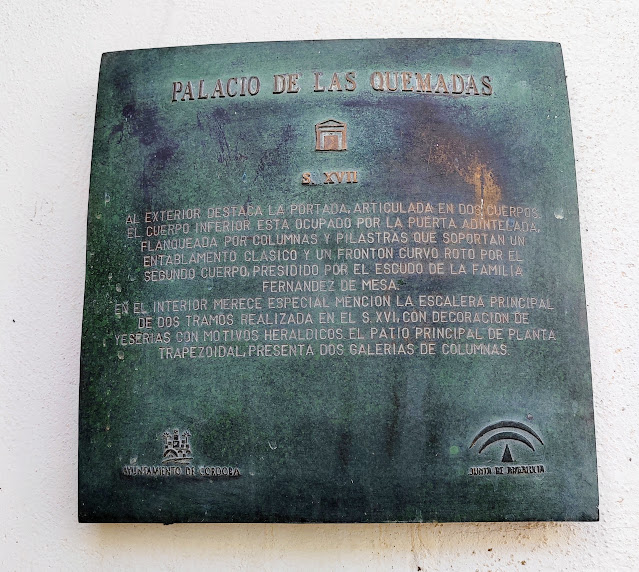 PALACIO DE LAS QUEMADAS
S. XVII
AL EXTERIOR DESTACA LA PORTADA, ARTICULADA EN DOS CUERPOS.
EL CUERPO INFERIOR ESTA OCUPADO POR LA PUERTA ADINTELADA,
FLANQUEADA POR COLUMNAS Y PILASTRAS QUE SOPORTAN UN
ENTABLAMENTO CLASICO Y UN FRONTON CURVO ROTO POR EL
SEGUNDO CUERPO, PRESIDIDO POR EL ESCUDO DE LA FAMILIA
FERNANDEZ DE MESA.
EN EL INTERIOR MERECE ESPECIAL MENCION LA ESCALERA PRINCIPAL
DE DOS TRAMOS REALIZADA EN EL S. XVI, CON DECORACION DE
YESERIAS CON MOTIVOS HERALDICOS. EL PATIO PRINCIPAL DE PLANTA
TRAPEZOIDAL, PRESENTA DOS GALERIAS DE COLUMNAS.
AYUNTAMIENTO DE CORDOBA
JUNTA DE ANDALUCIA